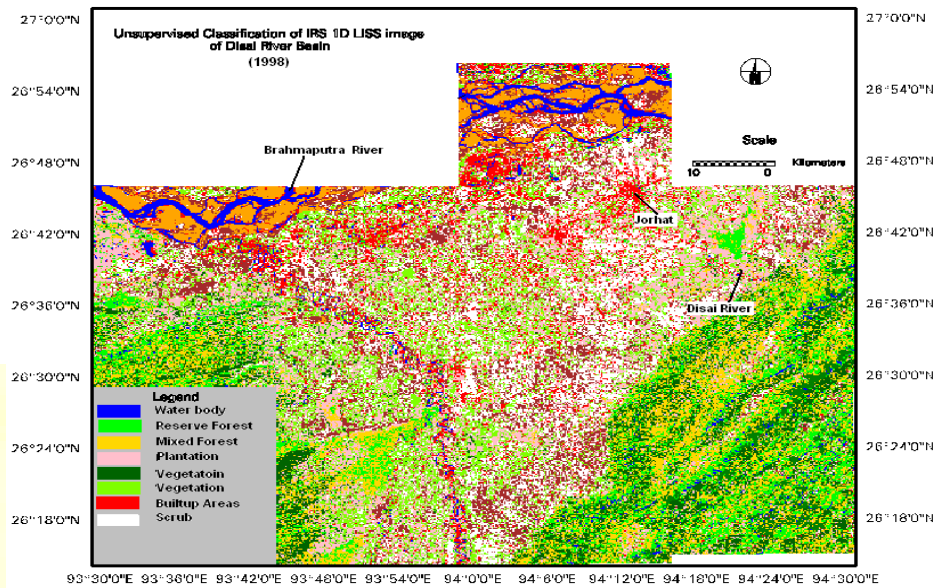 27°0'0"N
27°0'0"N
Unsupervised Classification of IRS 1D LISS image
of Disai River Basin
(1998)
N
26°54'0"N
26°54'0"N
Scale
10 0 Kilometers
Brahmaputra River
26°48'0"N
26°48'0"N
Jorhat
26°42'0"N
26°42'0"N
Disai River
26°36'0"N
26°36'0"N
26°30'0"N
26°30'0"N
Legend
Water body
Reserve Forest
Mixed Forest
Plantation
Vegetatoin
Vegetation
Builtup Areas
Scrub
26°24'0"N
26°24'0"N
26°18'0"N
26°18'0"N
93°30'0"E 93°36'0"E 93°42'0"E 93°48'0"E 93°54'0"E 94°0'0"E 94°6'0"E 94°12'0"E 94°18'0"E 94°24'0"E 94°30'0"E